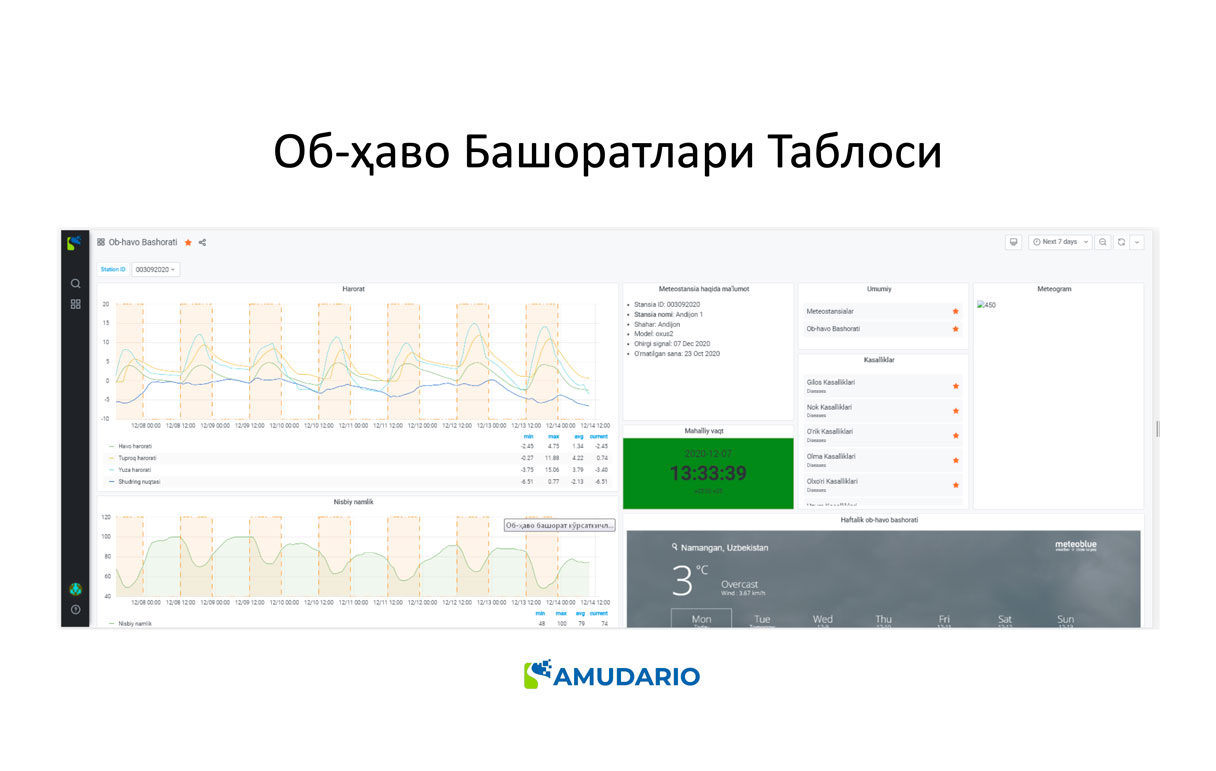 Об-ҳаво Башоратлари Таблоси
Ob-havo Bashorati
Next 7 days
Station ID
003092020
Harorat
20
15
10
5
0
-5
-10
12/08 00:00 12/08 12:00 12/09 00:00 12/09 12:00 12/10 00:00 12/10 12:00 12/11 00:00 12/11 12:00 12/12 00:00 12/12 12:00 12/13 00:00 12/13 12:00 12/14 00:00 12/14 12:00
min max avg current
Havo harorati -2.45 4.75 1.34 -2.45
Tuproq harorati -0.27 11.88 4.22 0.74
Yuza harorati -3.75 15.06 3.79 -3.40
Shudring nuqtasi -6.51 0.77 -2.13 -6.51
Nisbiy namlik
120
100
80
60
40
Об-ҳаво башорат кўрсаткичл...
12/08 00:00 12/08 12:00 12/09 00:00 12/09 12:00 12/10 00:00 12/10 12:00 12/11 00:00 12/11 12:00 12/12 00:00 12/12 12:00 12/13 00:00 12/13 12:00 12/14 00:00 12/14 12:00
min max avg current
Nisbiy namlik 48 100 79 74
Meteostansia haqida ma'lumot
Stansia ID: 003092020
Stansia nomi: Andijon 1
Shahar: Andijon
Model: oxus2
Ohirgi signal: 07 Dec 2020
O'rnatilgan sana: 23 Oct 2020
Mahalliy vaqt
2020-12-07
13:33:39
Umumiy
Meteostansialar
Ob-havo Bashorati
Kasalliklar
Gilos Kasalliklari
Diseases
Nok Kasalliklari
Diseases
O'rik Kasalliklari
Diseases
Olma Kasalliklari
Diseases
Olxo'ri Kasalliklari
Diseases
Meteogram
450
Haftalik ob-havo bashorati
Namangan, Uzbekistan
meteoblue
weather ✶ close to you
3 °C
Overcast
Wind : 3.67 km/h
Mon Tue Wed Thu Fri Sat Sun
AMUDARIO